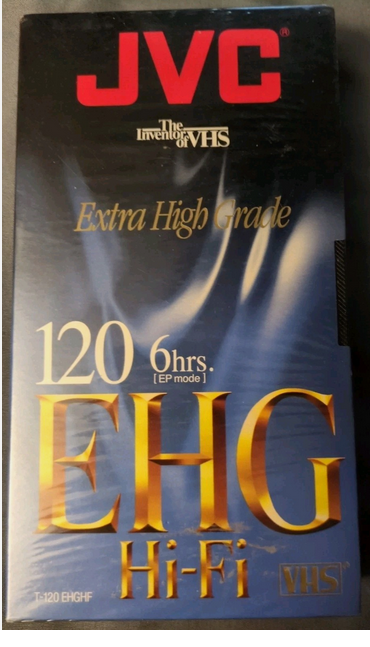 JVC®
The
Inventor
of VHS
Extra High Grade
120 6hrs.
[EP mode]
EHG
Hi-Fi
T-120 EHGHF
VHS